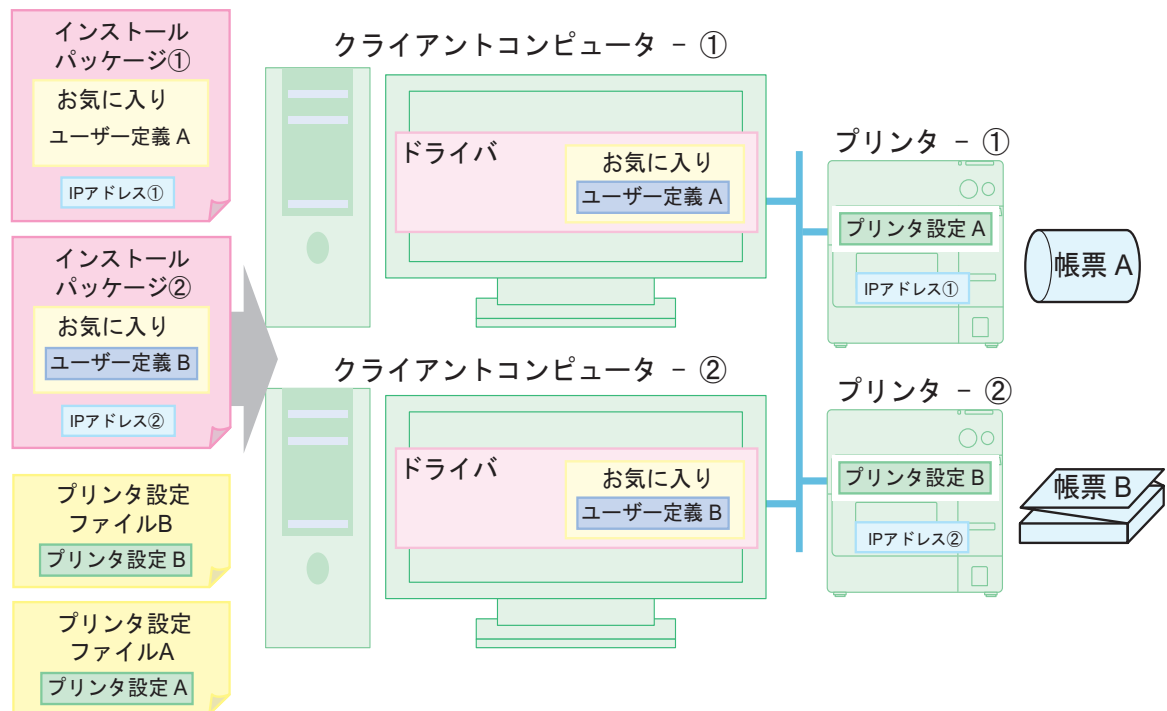 インストール
パッケージ①
お気に入り
ユーザー定義 A
IPアドレス①
インストール
パッケージ②
お気に入り
ユーザー定義 B
IPアドレス②
プリンタ設定
ファイルB
プリンタ設定 B
プリンタ設定
ファイルA
プリンタ設定 A
クライアントコンピュータ － ①
ドライバ
お気に入り
ユーザー定義 A
クライアントコンピュータ － ②
ドライバ
お気に入り
ユーザー定義 B
プリンタ － ①
プリンタ設定 A
IPアドレス①
帳票 A
プリンタ － ②
プリンタ設定 B
IPアドレス②
帳票 B